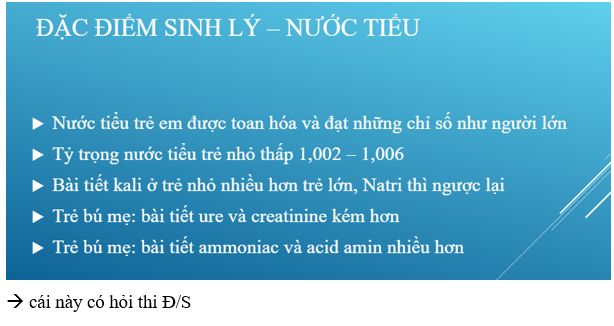 ĐẶC ĐIỂM SINH LÝ – NƯỚC TIỂU
Nước tiểu trẻ em được toan hóa và đạt những chỉ số như người lớn
Tỷ trọng nước tiểu trẻ nhỏ thấp 1,002 – 1,006
Bài tiết kali ở trẻ nhỏ nhiều hơn trẻ lớn, Natri thì ngược lại
Trẻ bú mẹ: bài tiết ure và creatinine kém hơn
Trẻ bú mẹ: bài tiết ammoniac và acid amin nhiều hơn
→ cái này có hỏi thi Đ/S